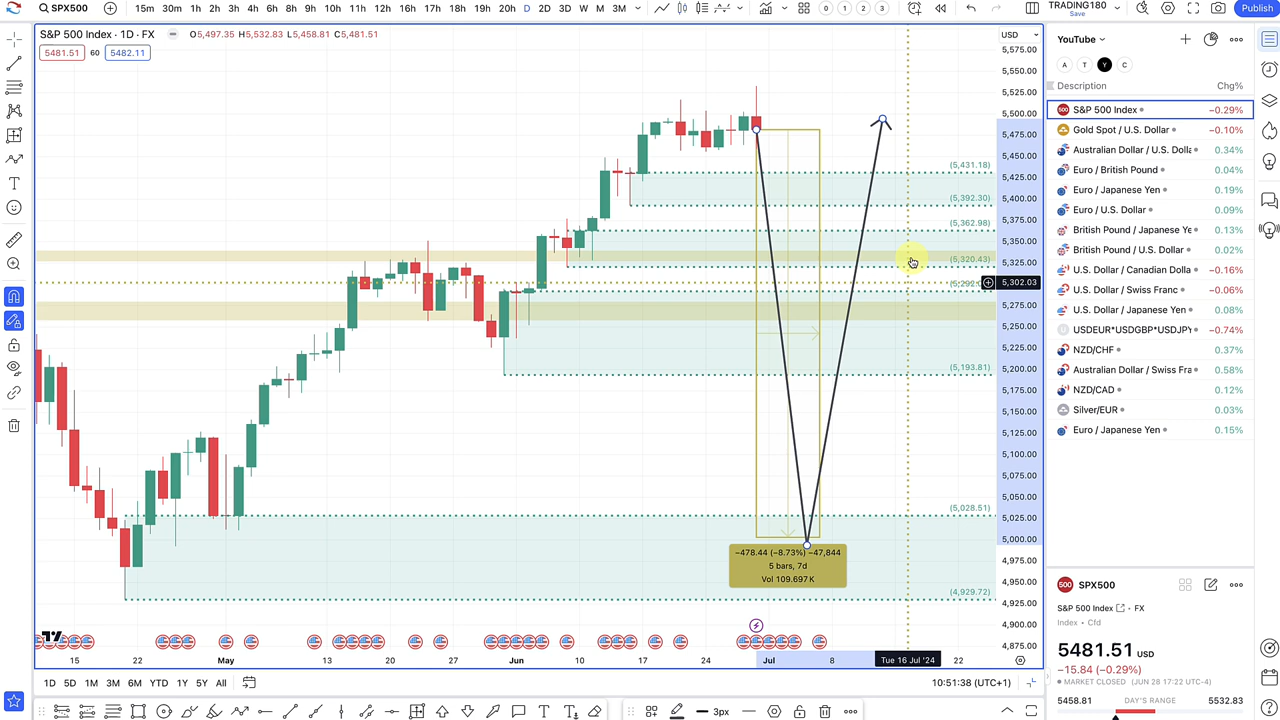 SPX500 15m 30m 1h 2h 3h 4h 6h 8h 9h 10h 11h 12h 16h 17h 18h 19h 20h D 2D 3D W M 3M 0 1 2 3 TRADING180 Save Publish
S&P 500 Index · 1D · FX O5,497.35 H5,532.83 L5,458.81 C5,481.51
5481.51 60 5482.11
USD
5,575.00
5,550.00
5,525.00
5,500.00
5,475.00
5,450.00
5,425.00
5,400.00
5,375.00
5,350.00
5,325.00
5,302.03
5,275.00
5,250.00
5,225.00
5,200.00
5,175.00
5,150.00
5,125.00
5,100.00
5,075.00
5,050.00
5,025.00
5,000.00
4,975.00
4,950.00
4,925.00
4,900.00
4,875.00
(5,431.18)
(5,392.30)
(5,362.98)
(5,320.43)
(5,193.81)
(5,028.51)
(4,929.72)
−478.44 (−8.73%) −47,844
5 bars, 7d
Vol 109.697K
15 22 May 13 20 27 Jun 10 17 24 Jul 8 Tue 16 Jul '24 22
1D 5D 1M 3M 6M YTD 1Y 5Y All 10:51:38 (UTC+1)
3px
YouTube
A T Y C
Description Chg%
S&P 500 Index −0.29%
Gold Spot / U.S. Dollar −0.10%
Australian Dollar / U.S. Dolla 0.34%
Euro / British Pound 0.04%
Euro / Japanese Yen 0.19%
Euro / U.S. Dollar 0.09%
British Pound / Japanese Ye 0.13%
British Pound / U.S. Dollar 0.02%
U.S. Dollar / Canadian Dolla −0.16%
U.S. Dollar / Swiss Franc −0.06%
U.S. Dollar / Japanese Yen 0.08%
USDEUR*USDGBP*USDJPY −0.74%
NZD/CHF 0.37%
Australian Dollar / Swiss Fra 0.58%
NZD/CAD 0.12%
Silver/EUR 0.03%
Euro / Japanese Yen 0.15%
500 SPX500
S&P 500 Index · FX
Index · Cfd
5481.51 USD
−15.84 (−0.29%)
MARKET CLOSED (JUN 28 17:22 UTC-4)
5458.81 DAY'S RANGE 5532.83